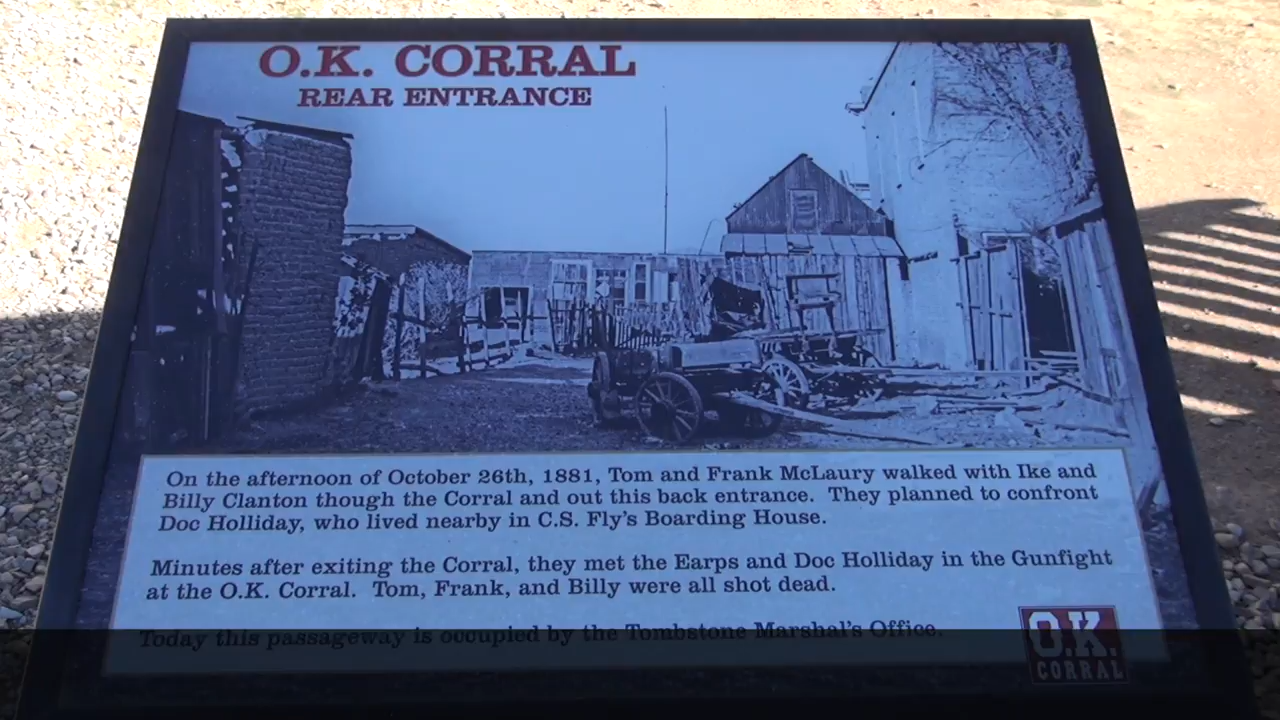 O.K. CORRAL
REAR ENTRANCE
On the afternoon of October 26th, 1881, Tom and Frank McLaury walked with Ike and
Billy Clanton though the Corral and out this back entrance. They planned to confront
Doc Holliday, who lived nearby in C.S. Fly's Boarding House.
Minutes after exiting the Corral, they met the Earps and Doc Holliday in the Gunfight
at the O.K. Corral. Tom, Frank, and Billy were all shot dead.
Today this passageway is occupied by the Tombstone Marshal's Office.
O.K.
CORRAL